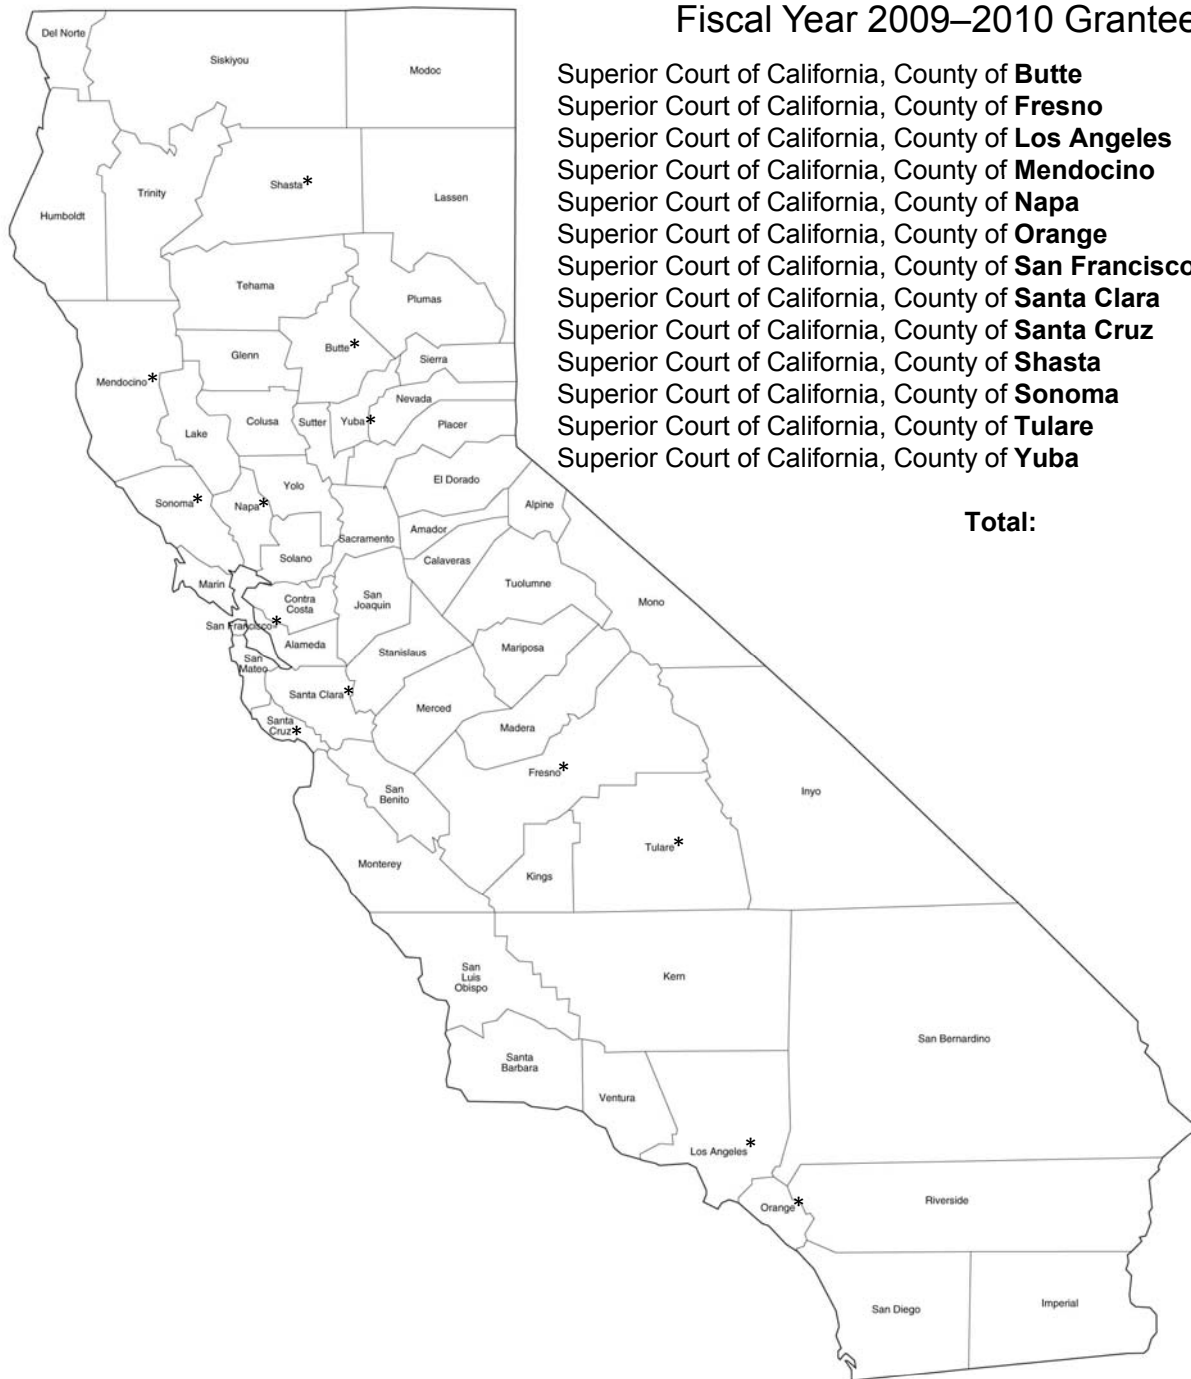 Fiscal Year 2009–2010 Grantee
Superior Court of California, County of Butte
Superior Court of California, County of Fresno
Superior Court of California, County of Los Angeles
Superior Court of California, County of Mendocino
Superior Court of California, County of Napa
Superior Court of California, County of Orange
Superior Court of California, County of San Francisco
Superior Court of California, County of Santa Clara
Superior Court of California, County of Santa Cruz
Superior Court of California, County of Shasta
Superior Court of California, County of Sonoma
Superior Court of California, County of Tulare
Superior Court of California, County of Yuba
Total:
Del Norte
Siskiyou
Modoc
Shasta*
Trinity
Lassen
Humboldt
Tehama
Plumas
Butte*
Glenn
Sierra
Mendocino*
Nevada
Colusa
Sutter
Yuba*
Placer
Lake
El Dorado
Yolo
Sonoma*
Napa*
Alpine
Amador
Sacramento
Solano
Calaveras
Marin
Tuolumne
Contra
Costa
San
Joaquin
Mono
San Francisco*
Alameda
Mariposa
Stanislaus
San
Mateo
Santa Clara*
Merced
Santa
Cruz*
Madera
Fresno*
San
Benito
Inyo
Tulare*
Monterey
Kings
San
Luis
Obispo
Kern
San Bernardino
Santa
Barbara
Ventura
Los Angeles*
Orange*
Riverside
San Diego
Imperial